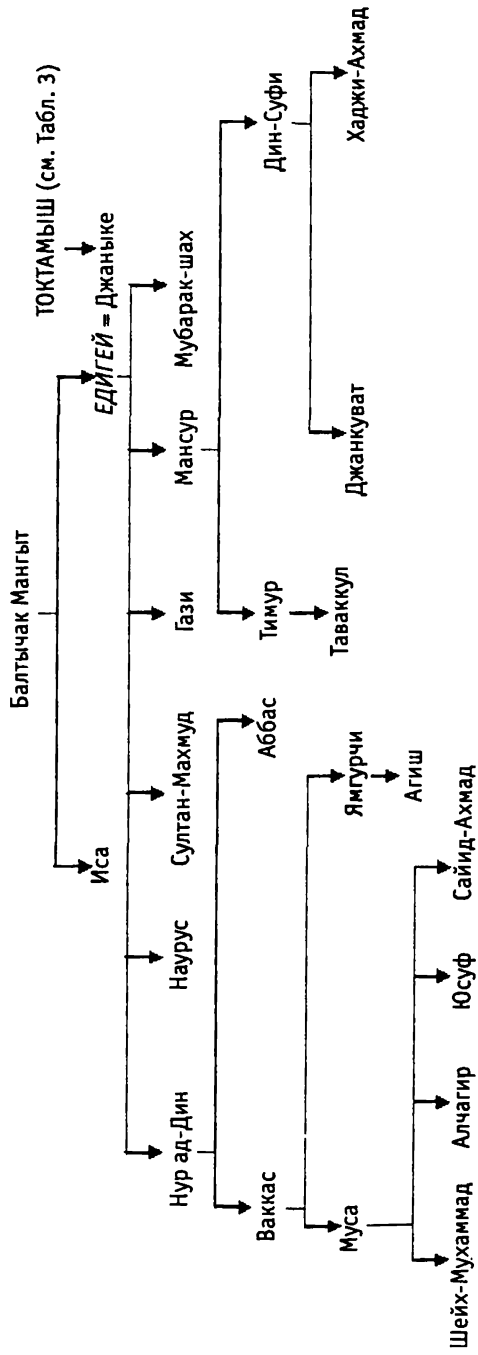 Балтычак Мангыт
ТОКТАМЫШ (см. Табл. 3)
Иса
ЕДИГЕЙ = Джаныке
Нур ад-Дин
Наурус
Султан-Махмуд
Гази
Мансур
Мубарак-шах
Ваккас
Аббас
Тимур
Дин-Суфи
Муса
Ямгурчи
Таваккул
Джанкуват
Хаджи-Ахмад
Агиш
Шейх-Мухаммад
Алчагир
Юсуф
Сайид-Ахмад